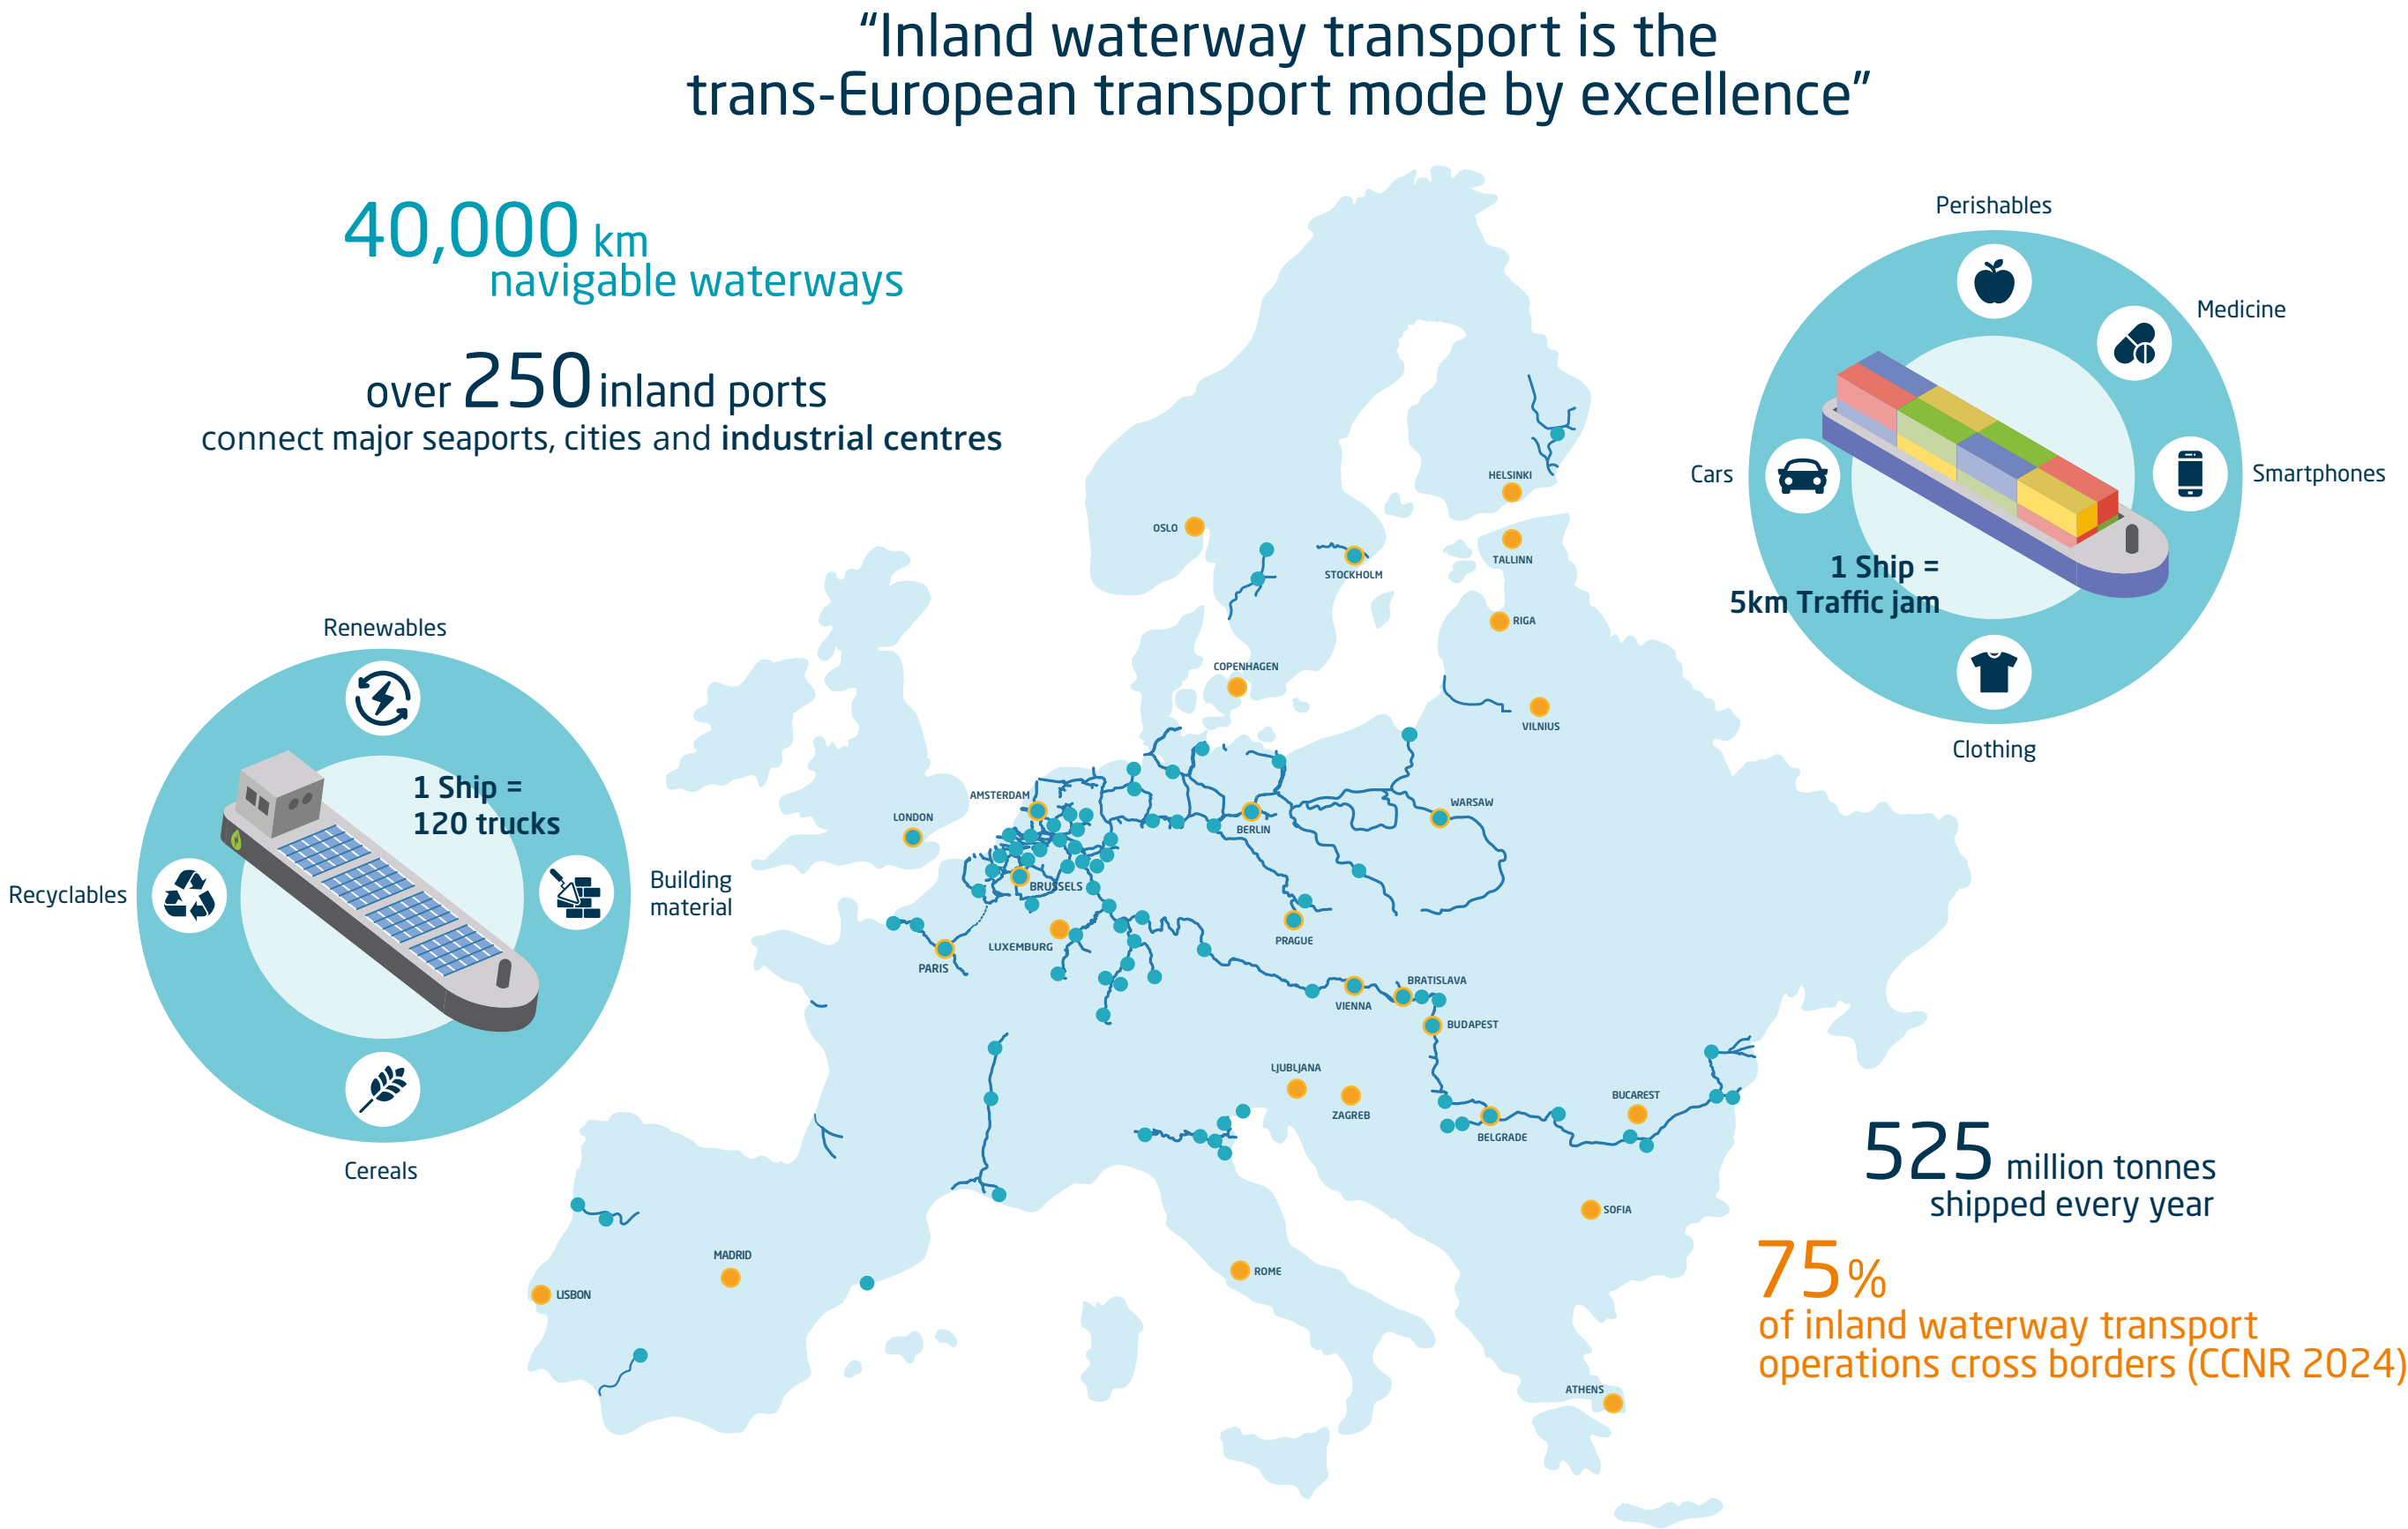 “Inland waterway transport is the
trans-European transport mode by excellence”
40,000 km
navigable waterways
over 250 inland ports
connect major seaports, cities and industrial centres
Perishables
Medicine
Cars
Smartphones
1 Ship =
5km Traffic jam
Clothing
Renewables
1 Ship =
120 trucks
Recyclables
Building
material
Cereals
HELSINKI
OSLO
TALLINN
STOCKHOLM
RIGA
COPENHAGEN
VILNIUS
AMSTERDAM
WARSAW
LONDON
BERLIN
BRUSSELS
PRAGUE
LUXEMBURG
PARIS
BRATISLAVA
VIENNA
BUDAPEST
LJUBLJANA
ZAGREB
BUCAREST
BELGRADE
SOFIA
MADRID
ROME
LISBON
ATHENS
525 million tonnes
shipped every year
75%
of inland waterway transport
operations cross borders (CCNR 2024)